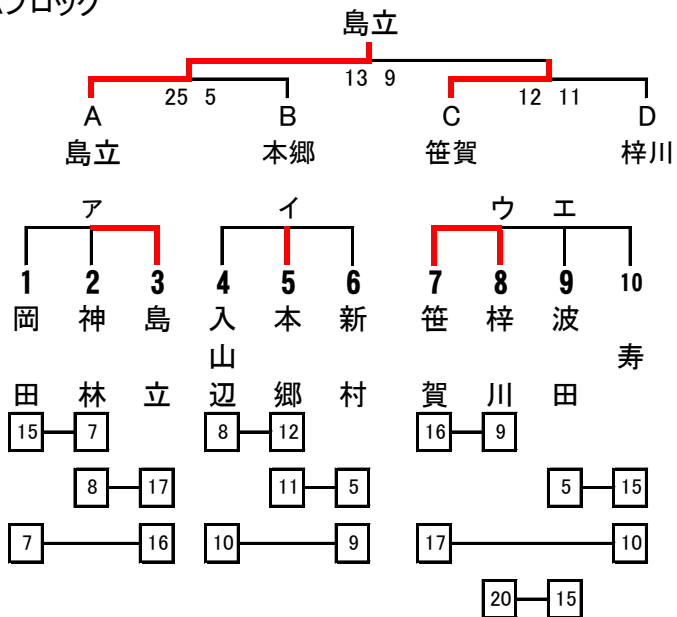 ブロック
島立
13 9
25 5
12 11
A B C D
島立 本郷 笹賀 梓川
ア イ ウ エ
1 2 3 4 5 6 7 8 9 10
岡田 神林 島立 入山辺 本郷 新村 笹賀 梓川 波田 寿
15 7 8 12 16 9
8 17 11 5 5 15
7 16 10 9 17 10
20 15